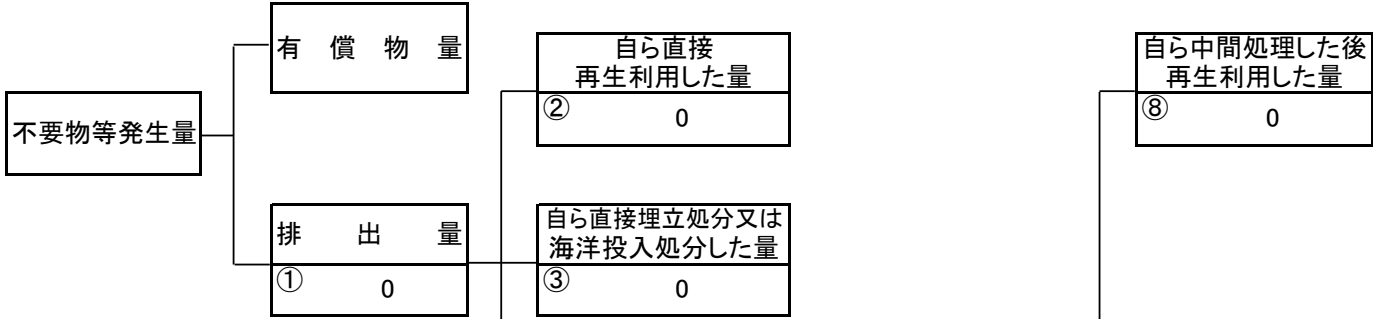 有償物量
自ら直接
再生利用した量
② 0
自ら中間処理した後
再生利用した量
⑧ 0
不要物等発生量
排出量
① 0
自ら直接埋立処分又は
海洋投入処分した量
③ 0